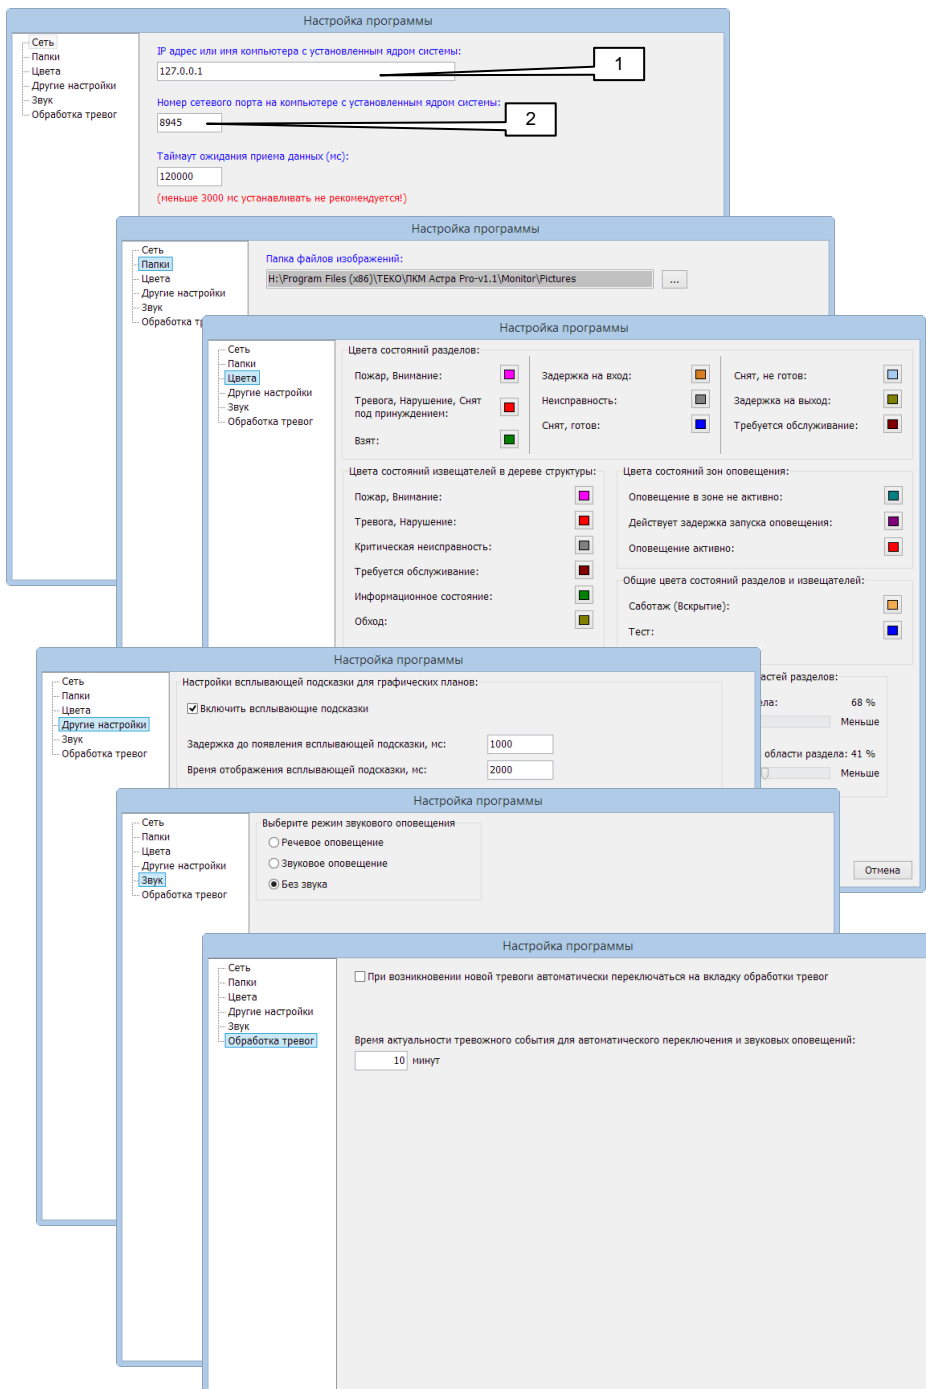 Настройка программы
Сеть
Папки
Цвета
Другие настройки
Звук
Обработка тревог
IP адрес или имя компьютера с установленным ядром системы:
127.0.0.1
1
Номер сетевого порта на компьютере с установленным ядром системы:
8945
2
Таймаут ожидания приема данных (мс):
120000
(меньше 3000 мс устанавливать не рекомендуется!)
Настройка программы
Сеть
Папки
Цвета
Другие настройки
Звук
Обработка т
Папка файлов изображений:
H:\Program Files (x86)\ТЕКО\ПКМ Астра Pro-v1.1\Monitor\Pictures
...
Настройка программы
Сеть
Папки
Цвета
Другие настройки
Звук
Обработка тревог
Цвета состояний разделов:
Пожар, Внимание:
Тревога, Нарушение, Снят
под принуждением:
Взят:
Задержка на вход:
Неисправность:
Снят, готов:
Снят, не готов:
Задержка на выход:
Требуется обслуживание:
Цвета состояний извещателей в дереве структуры:
Пожар, Внимание:
Тревога, Нарушение:
Критическая неисправность:
Требуется обслуживание:
Информационное состояние:
Обход:
Цвета состояний зон оповещения:
Оповещение в зоне не активно:
Действует задержка запуска оповещения:
Оповещение активно:
Общие цвета состояний разделов и извещателей:
Саботаж (Вскрытие):
Тест:
астей разделов:
ела: 68 %
Меньше
области раздела: 41 %
Меньше
Отмена
Настройка программы
Сеть
Папки
Цвета
Другие настройки
Звук
Обработка тревог
Настройки всплывающей подсказки для графических планов:
Включить всплывающие подсказки
Задержка до появления всплывающей подсказки, мс: 1000
Время отображения всплывающей подсказки, мс: 2000
Настройка программы
Сеть
Папки
Цвета
Другие настройки
Звук
Обработка тревог
Выберите режим звукового оповещения
Речевое оповещение
Звуковое оповещение
Без звука
Настройка программы
Сеть
Папки
Цвета
Другие настройки
Звук
Обработка тревог
При возникновении новой тревоги автоматически переключаться на вкладку обработки тревог
Время актуальности тревожного события для автоматического переключения и звуковых оповещений:
10 минут